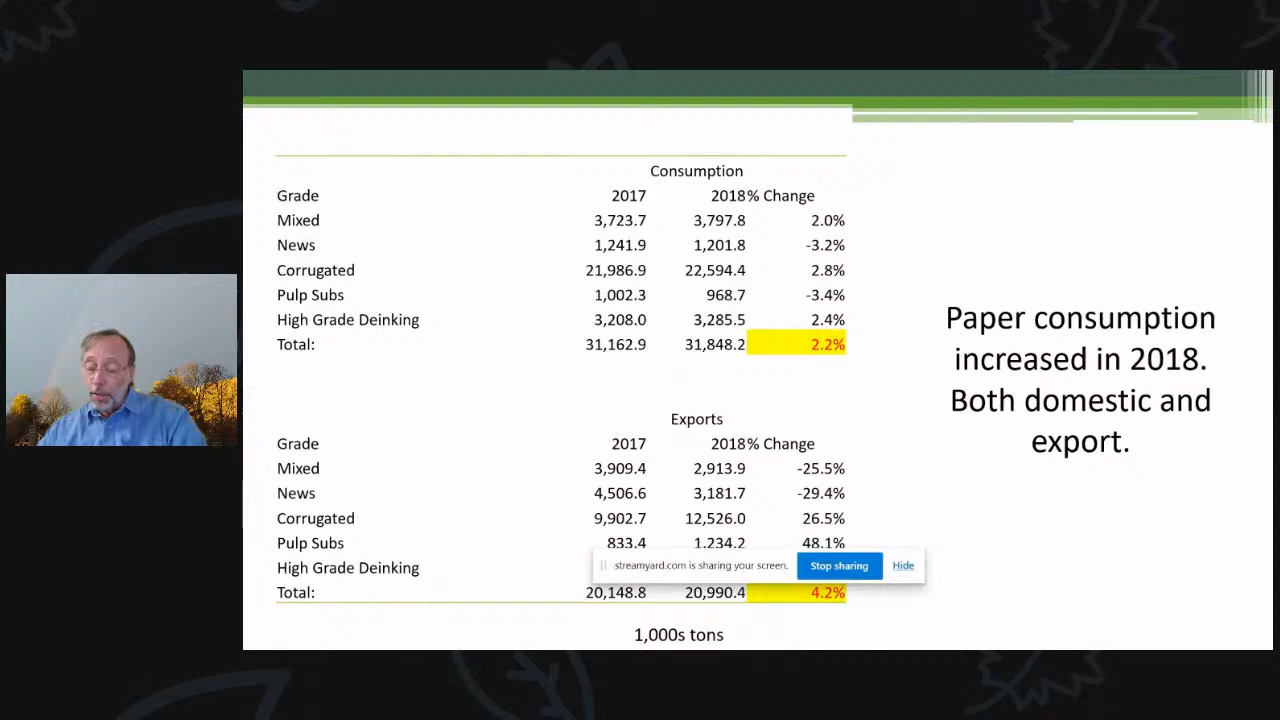 Consumption
Grade 2017 2018 % Change
Mixed 3,723.7 3,797.8 2.0%
News 1,241.9 1,201.8 -3.2%
Corrugated 21,986.9 22,594.4 2.8%
Pulp Subs 1,002.3 968.7 -3.4%
High Grade Deinking 3,208.0 3,285.5 2.4%
Total: 31,162.9 31,848.2 2.2%
Exports
Grade 2017 2018 % Change
Mixed 3,909.4 2,913.9 -25.5%
News 4,506.6 3,181.7 -29.4%
Corrugated 9,902.7 12,526.0 26.5%
Pulp Subs 833.4 1,234.2 48.1%
High Grade Deinking
Total: 20,148.8 20,990.4 4.2%
1,000s tons
streamyard.com is sharing your screen. Stop sharing Hide
Paper consumption
increased in 2018.
Both domestic and
export.